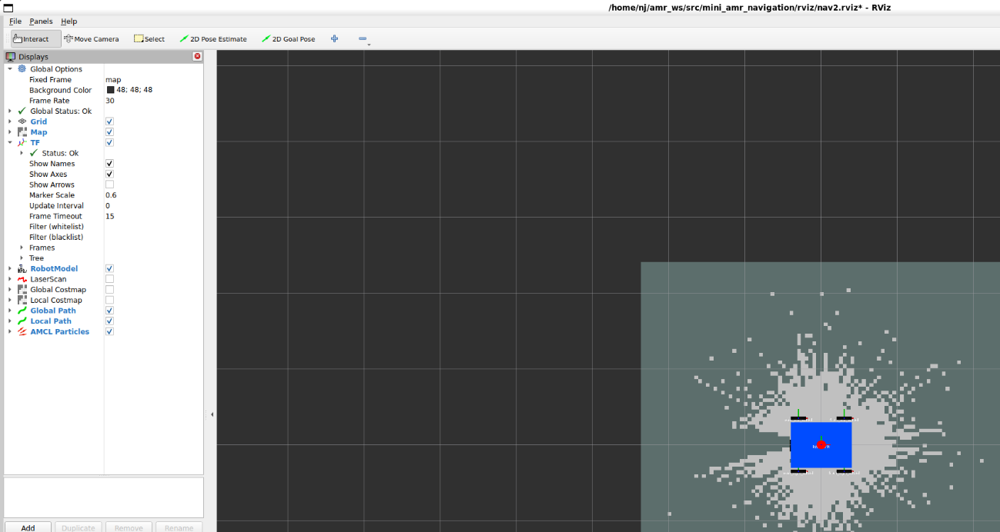 /home/nj/amr_ws/src/mini_amr_navigation/rviz/nav2.rviz* - RViz
File Panels Help
Interact Move Camera Select 2D Pose Estimate 2D Goal Pose
Displays
Global Options
Fixed Frame map
Background Color 48; 48; 48
Frame Rate 30
Global Status: Ok
Grid
Map
TF
Status: Ok
Show Names
Show Axes
Show Arrows
Marker Scale 0.6
Update Interval 0
Frame Timeout 15
Filter (whitelist)
Filter (blacklist)
Frames
Tree
RobotModel
LaserScan
Global Costmap
Local Costmap
Global Path
Local Path
AMCL Particles
Add Duplicate Remove Rename